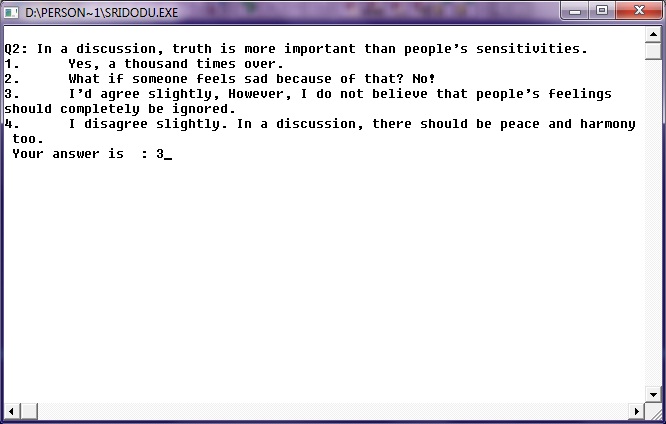 D:\PERSON~1\SRIDODU.EXE
Q2: In a discussion, truth is more important than people's sensitivities.
1. Yes, a thousand times over.
2. What if someone feels sad because of that? No!
3. I'd agree slightly, However, I do not believe that people's feelings
should completely be ignored.
4. I disagree slightly. In a discussion, there should be peace and harmony
too.
Your answer is : 3_